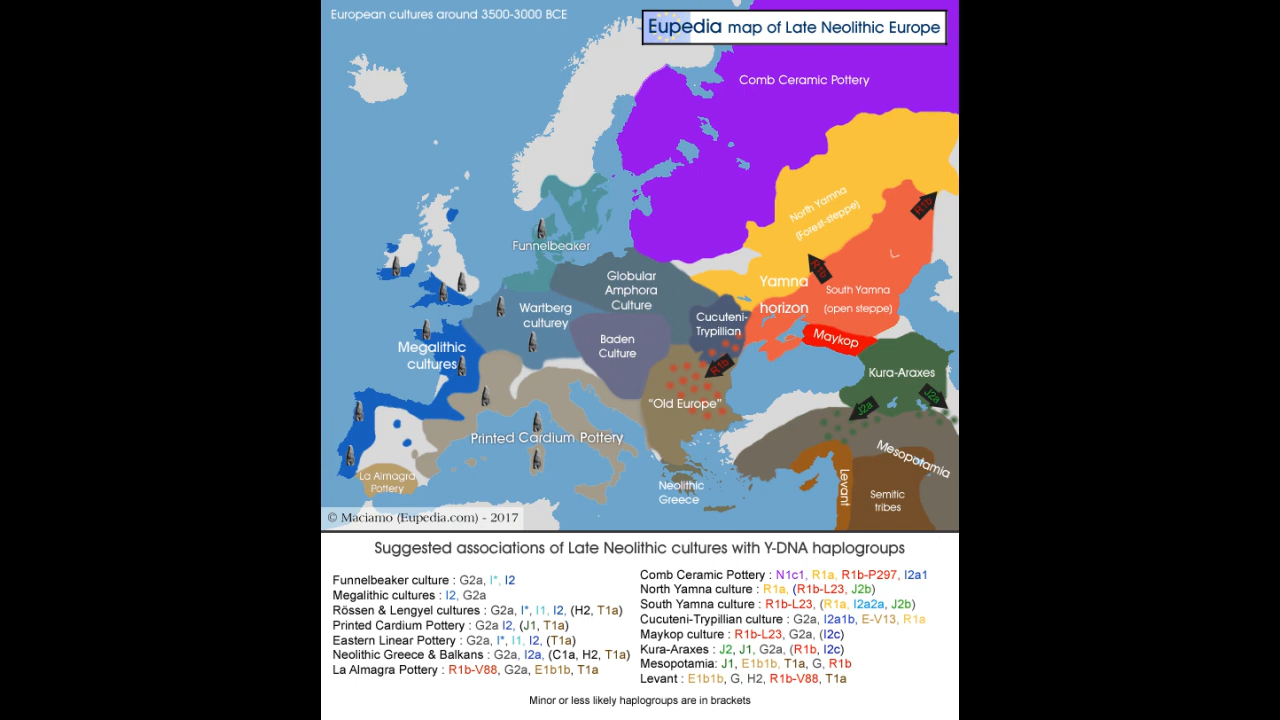 European cultures around 3500-3000 BCE
Eupedia map of Late Neolithic Europe
Comb Ceramic Pottery
North Yamna
(Forest-steppe)
R1b
Funnelbeaker
R1b
Globular
Amphora
Culture
Yamna
horizon
South Yamna
(open steppe)
Wartberg
culturey
Cucuteni-
Trypillian
Maykop
Megalithic
cultures
Baden
Culture
R1b
Kura-Araxes
J2a
J2a
"Old Europe"
Printed Cardium Pottery
Mesopotamia
La Almagra
Pottery
Neolithic
Greece
Levant
Semitic
tribes
© Maciamo (Eupedia.com) - 2017
Suggested associations of Late Neolithic cultures with Y-DNA haplogroups
Funnelbeaker culture : G2a, I*, I2
Megalithic cultures : I2, G2a
Rössen & Lengyel cultures : G2a, I*, I1, I2, (H2, T1a)
Printed Cardium Pottery : G2a I2, (J1, T1a)
Eastern Linear Pottery : G2a, I*, I1, I2, (T1a)
Neolithic Greece & Balkans : G2a, I2a, (C1a, H2, T1a)
La Almagra Pottery : R1b-V88, G2a, E1b1b, T1a
Comb Ceramic Pottery : N1c1, R1a, R1b-P297, I2a1
North Yamna culture : R1a, (R1b-L23, J2b)
South Yamna culture : R1b-L23, (R1a, I2a2a, J2b)
Cucuteni-Trypillian culture : G2a, I2a1b, E-V13, R1a
Maykop culture : R1b-L23, G2a, (I2c)
Kura-Araxes : J2, J1, G2a, (R1b, I2c)
Mesopotamia: J1, E1b1b, T1a, G, R1b
Levant : E1b1b, G, H2, R1b-V88, T1a
Minor or less likely haplogroups are in brackets